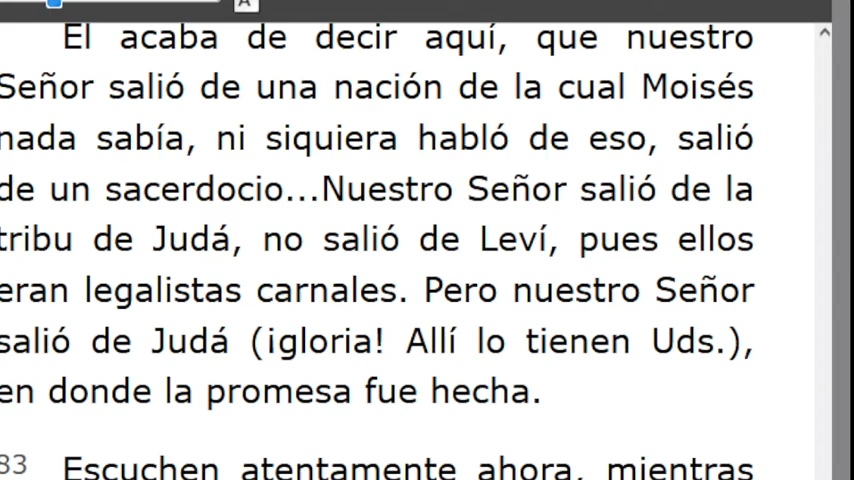 El acaba de decir aquí, que nuestro
Señor salió de una nación de la cual Moisés
nada sabía, ni siquiera habló de eso, salió
de un sacerdocio...Nuestro Señor salió de la
tribu de Judá, no salió de Leví, pues ellos
eran legalistas carnales. Pero nuestro Señor
salió de Judá (¡gloria! Allí lo tienen Uds.),
en donde la promesa fue hecha.
83 Escuchen atentamente ahora, mientras